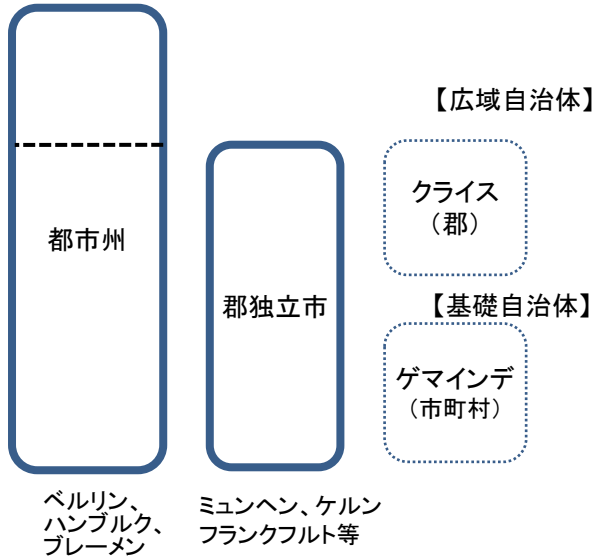 【広域自治体】
クライス
（郡）
都市州
郡独立市
【基礎自治体】
ゲマインデ
（市町村）
ベルリン、
ハンブルク、
ブレーメン
ミュンヘン、ケルン
フランクフルト等